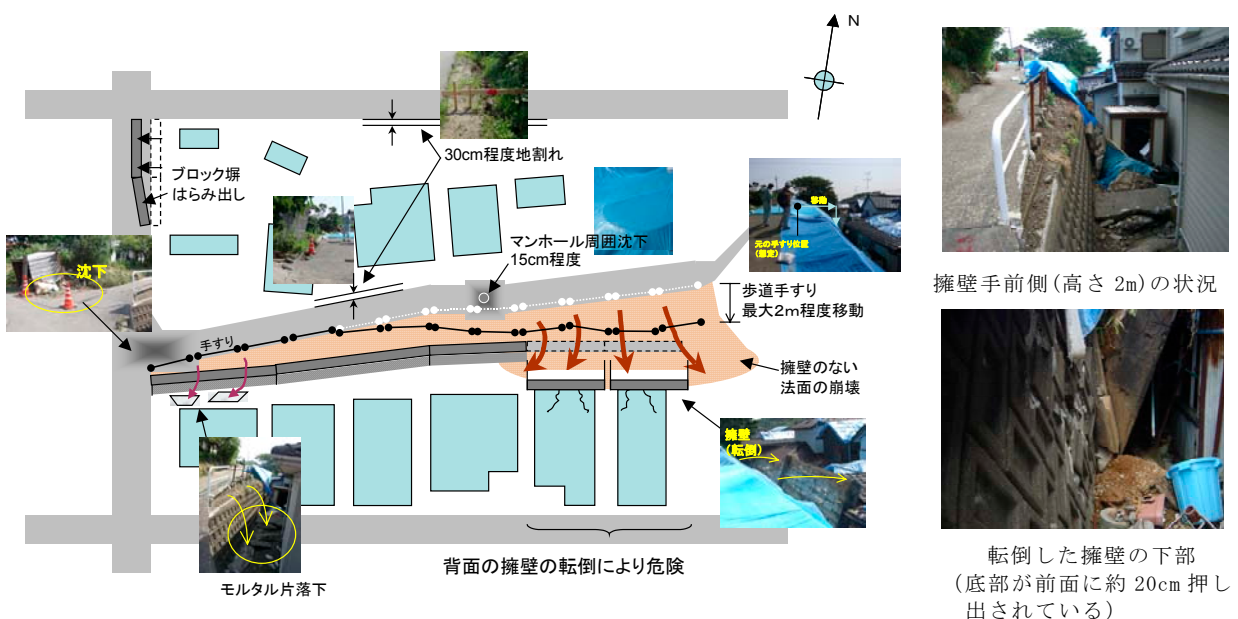 N
30cm程度地割れ
ブロック塀
はらみ出し
マンホール周囲沈下
15cm程度
移動
元の手すり位置
(想定)
沈下
手すり
歩道手すり
最大2m程度移動
擁壁のない
法面の崩壊
擁壁
(転倒)
モルタル片落下
背面の擁壁の転倒により危険
擁壁手前側(高さ 2m)の状況
転倒した擁壁の下部
(底部が前面に約 20cm 押し
出されている)